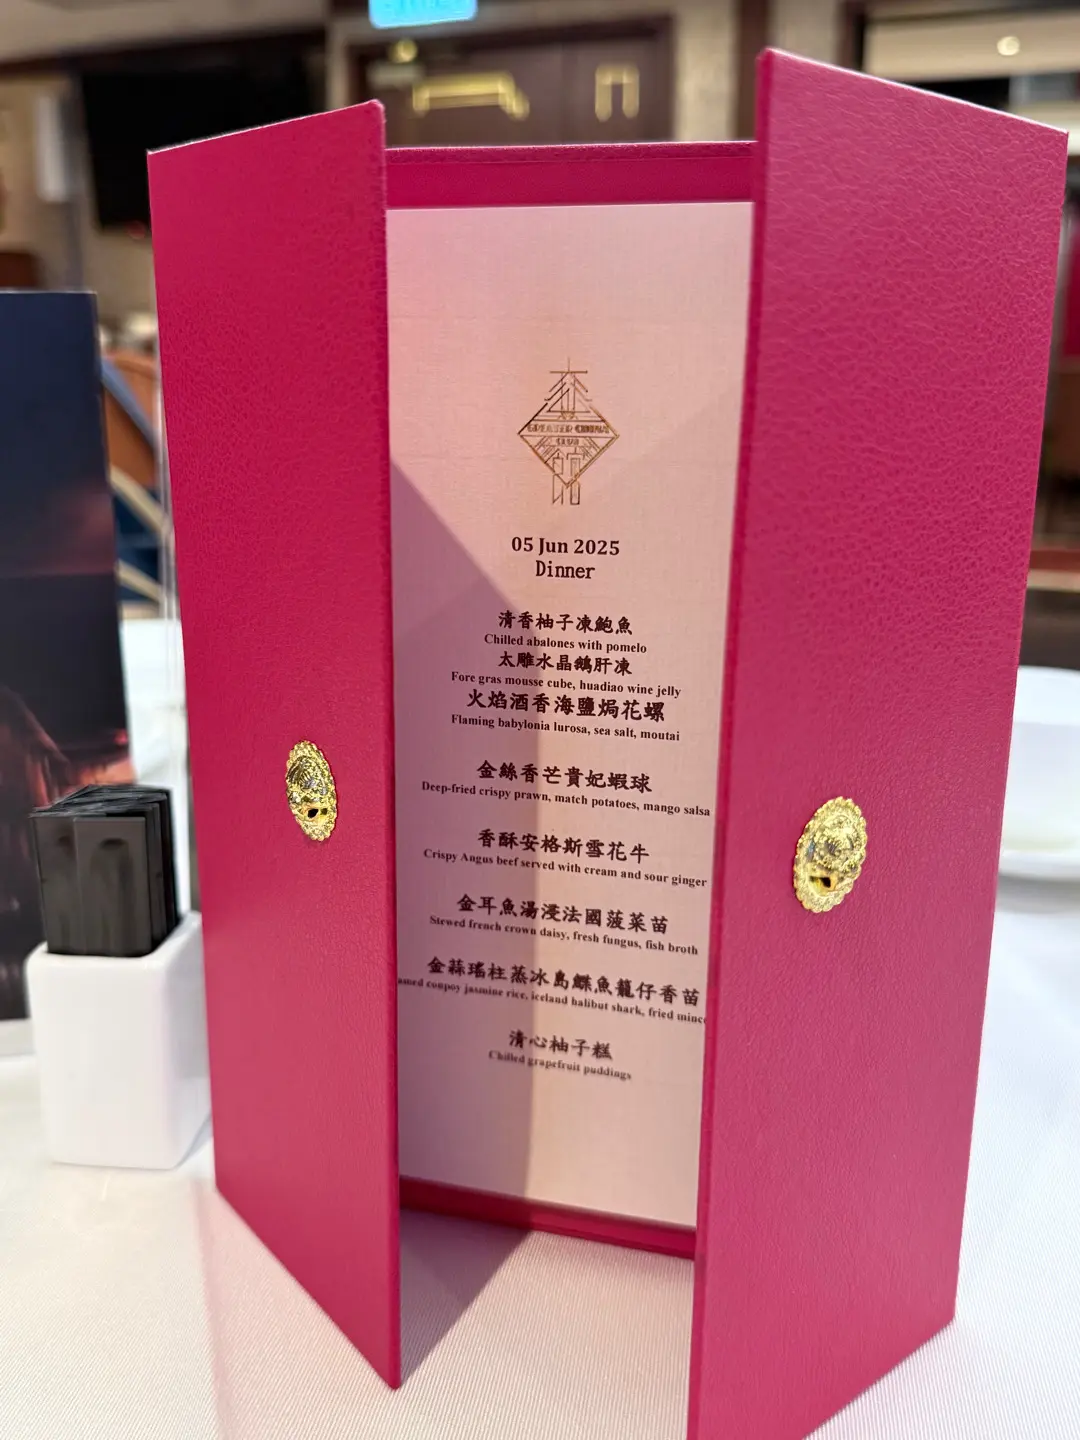 GREATER CHINA
CLUB
05 Jun 2025
Dinner
清香柚子凍鮑魚
Chilled abalones with pomelo
太雕水晶鵝肝凍
Fore gras mousse cube, huadiao wine jelly
火焰酒香海鹽焗花螺
Flaming babylonia lurosa, sea salt, moutai
金絲香芒貴妃蝦球
Deep-fried crispy prawn, match potatoes, mango salsa
香酥安格斯雪花牛
Crispy Angus beef served with cream and sour ginger
金耳魚湯浸法國菠菜苗
Stewed french crown daisy, fresh fungus, fish broth
金蒜瑤柱蒸冰島鰈魚籠仔香苗
conpoy jasmine rice, iceland halibut shark, fried
清心柚子糕
Chilled grapefruit puddings